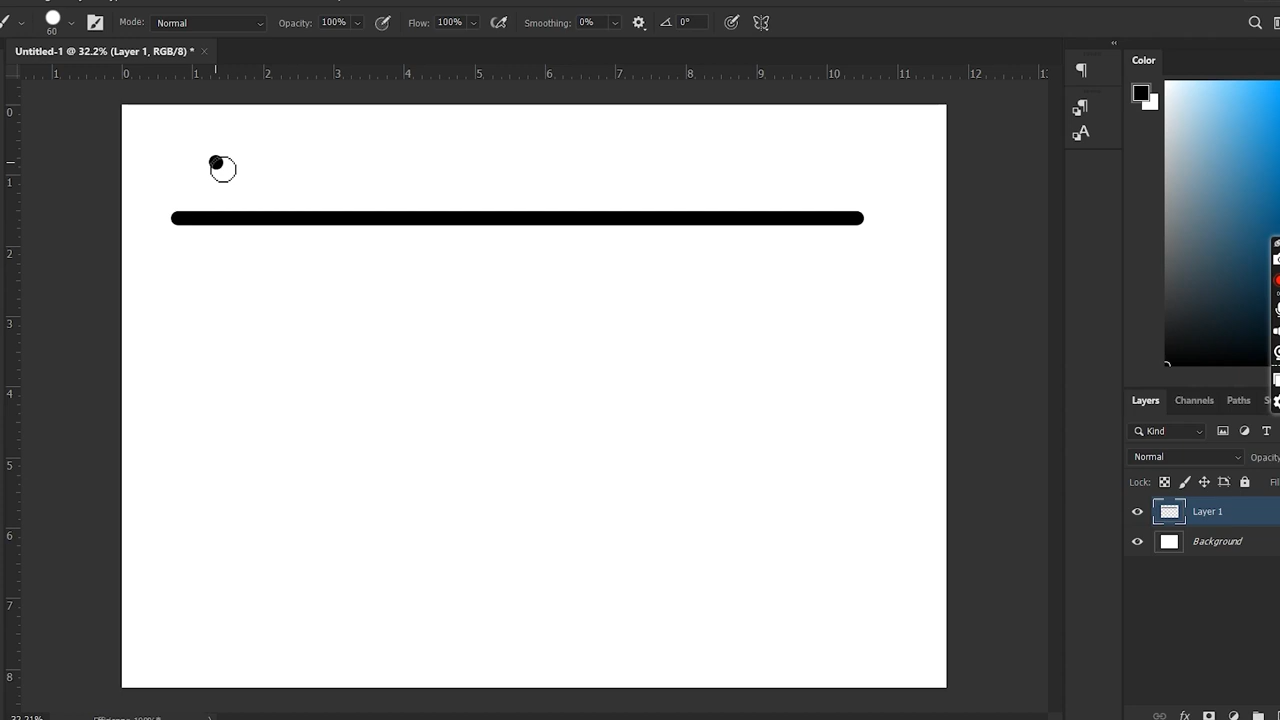 Mode: Normal Opacity: 100% Flow: 100% Smoothing: 0% 0°
60
Untitled-1 @ 32.2% (Layer 1, RGB/8) * ×
1 0 1 2 3 4 5 6 7 8 9 10 11 12
0
1
2
3
4
5
6
7
8
Color
Layers Channels Paths
Kind
Normal Opacity
Lock:
Layer 1
Background
fx